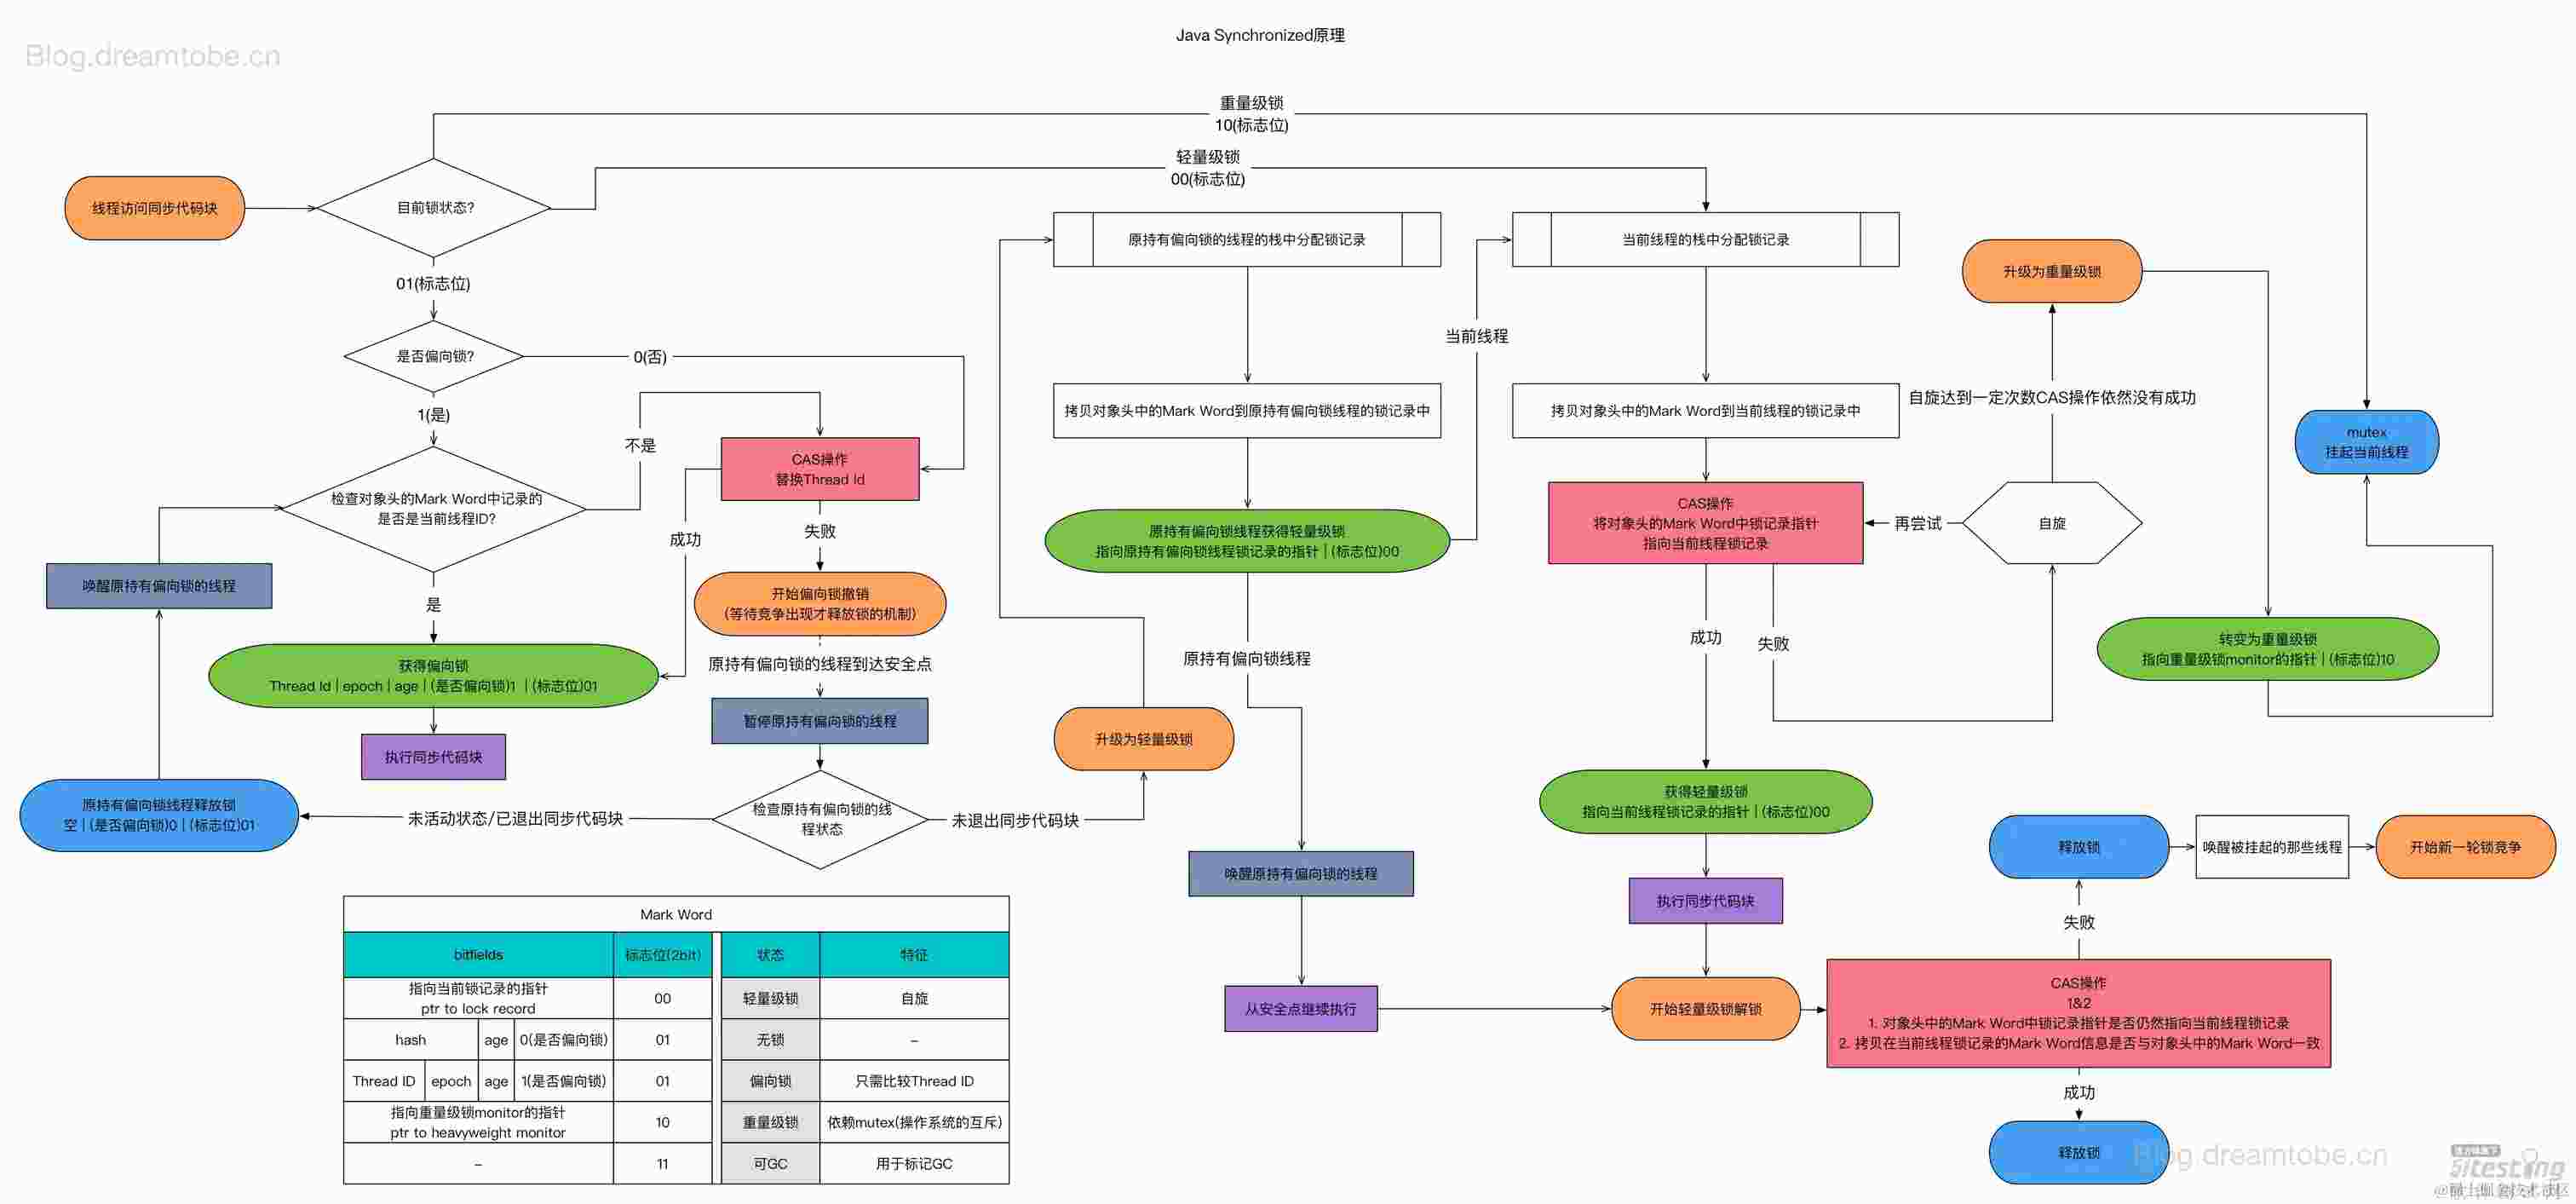 Java Synchronized原理
Blog.dreamtobe.cn
重量级锁
10(标志位)
轻量级锁
00(标志位)
线程访问同步代码块
目前锁状态?
01(标志位)
是否偏向锁?
0(否)
1(是)
不是
检查对象头的Mark Word中记录的
是否是当前线程ID?
是
CAS操作
替换Thread Id
成功
失败
唤醒原持有偏向锁的线程
获得偏向锁
Thread Id | epoch | age | (是否偏向锁)1 | (标志位)01
执行同步代码块
开始偏向锁撤销
(等待竞争出现才释放锁的机制)
原持有偏向锁的线程到达安全点
暂停原持有偏向锁的线程
检查原持有偏向锁的线
程状态
未活动状态/已退出同步代码块
原持有偏向锁线程释放锁
空 | (是否偏向锁)0 | (标志位)01
未退出同步代码块
升级为轻量级锁
原持有偏向锁的线程的栈中分配锁记录
拷贝对象头中的Mark Word到原持有偏向锁线程的锁记录中
原持有偏向锁线程获得轻量级锁
指向原持有偏向锁线程锁记录的指针 | (标志位)00
当前线程
原持有偏向锁线程
唤醒原持有偏向锁的线程
从安全点继续执行
当前线程的栈中分配锁记录
拷贝对象头中的Mark Word到当前线程的锁记录中
CAS操作
将对象头的Mark Word中锁记录指针
指向当前线程锁记录
再尝试
自旋
自旋达到一定次数CAS操作依然没有成功
升级为重量级锁
成功
失败
mutex
挂起当前线程
转变为重量级锁
指向重量级锁monitor的指针 | (标志位)10
获得轻量级锁
指向当前线程锁记录的指针 | (标志位)00
执行同步代码块
开始轻量级锁解锁
CAS操作
1&2
1. 对象头中的Mark Word中锁记录指针是否仍然指向当前线程锁记录
2. 拷贝在当前线程锁记录的Mark Word信息是否与对象头中的Mark Word一致
失败
释放锁
唤醒被挂起的那些线程
开始新一轮锁竞争
成功
释放锁
Mark Word
bitfields 标志位(2bit) 状态 特征
指向当前锁记录的指针
ptr to lock record 00 轻量级锁 自旋
hash age 0(是否偏向锁) 01 无锁 –
Thread ID epoch age 1(是否偏向锁) 01 偏向锁 只需比较Thread ID
指向重量级锁monitor的指针
ptr to heavyweight monitor 10 重量级锁 依赖mutex(操作系统的互斥)
– 11 可GC 用于标记GC
Blog.dreamtobe.cn
51testing